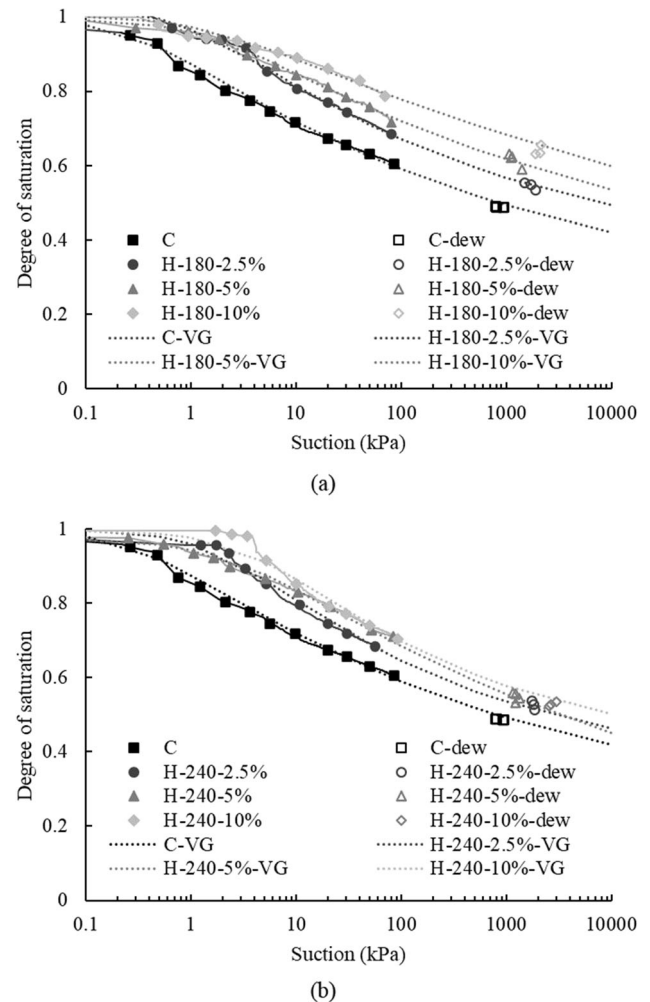 1
0.8
0.6
0.4
0.2
0
Degree of saturation
C C-dew
H-180-2.5% H-180-2.5%-dew
H-180-5% H-180-5%-dew
H-180-10% H-180-10%-dew
C-VG H-180-2.5%-VG
H-180-5%-VG H-180-10%-VG
0.1 1 10 100 1000 10000
Suction (kPa)
(a)
1
0.8
0.6
0.4
0.2
0
Degree of saturation
C C-dew
H-240-2.5% H-240-2.5%-dew
H-240-5% H-240-5%-dew
H-240-10% H-240-10%-dew
C-VG H-240-2.5%-VG
H-240-5%-VG H-240-10%-VG
0.1 1 10 100 1000 10000
Suction (kPa)
(b)